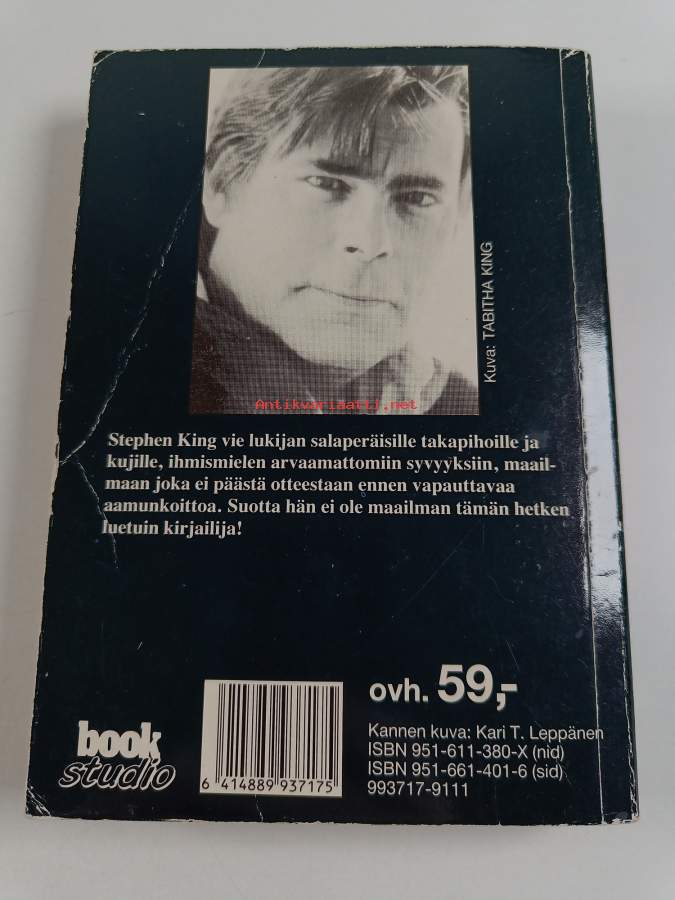 Kuva: TABITHA KING
Antikvariaatti.net
Stephen King vie lukijan salaperäisille takapihoille ja
kujille, ihmismielen arvaamattomiin syvyyksiin, maail-
maan joka ei päästä otteestaan ennen vapauttavaa
aamunkoittoa. Suotta hän ei ole maailman tämän hetken
luetuin kirjailija!
ovh. 59,-
book
studio
6 414889 937175
Kannen kuva: Kari T. Leppänen
ISBN 951-611-380-X (nid)
ISBN 951-661-401-6 (sid)
993717-9111